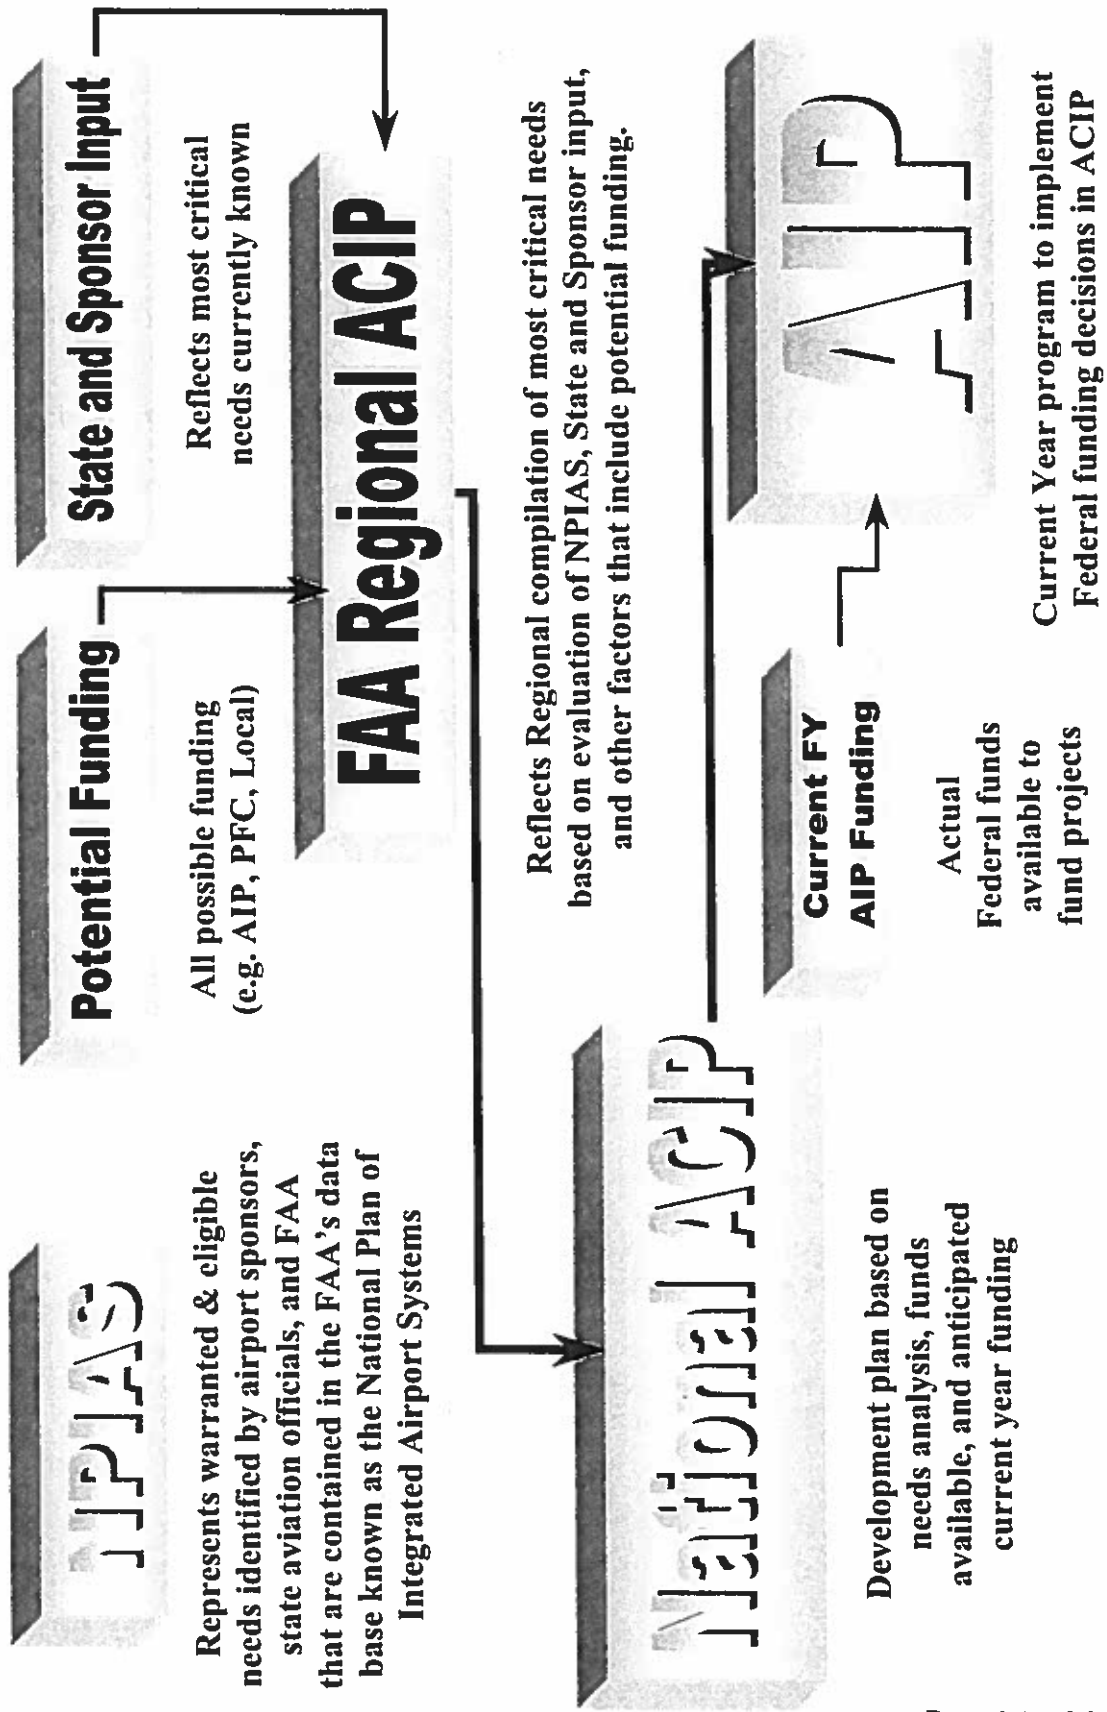 NPIAS
Represents warranted & eligible
needs identified by airport sponsors,
state aviation officials, and FAA
that are contained in the FAA's data
base known as the National Plan of
Integrated Airport Systems
Potential Funding
All possible funding
(e.g. AIP, PFC, Local)
State and Sponsor Input
Reflects most critical
needs currently known
FAA Regional ACIP
Reflects Regional compilation of most critical needs
based on evaluation of NPIAS, State and Sponsor input,
and other factors that include potential funding.
National ACIP
Development plan based on
needs analysis, funds
available, and anticipated
current year funding
Current FY
AIP Funding
Actual
Federal funds
available to
fund projects
AIP
Current Year program to implement
Federal funding decisions in ACIP